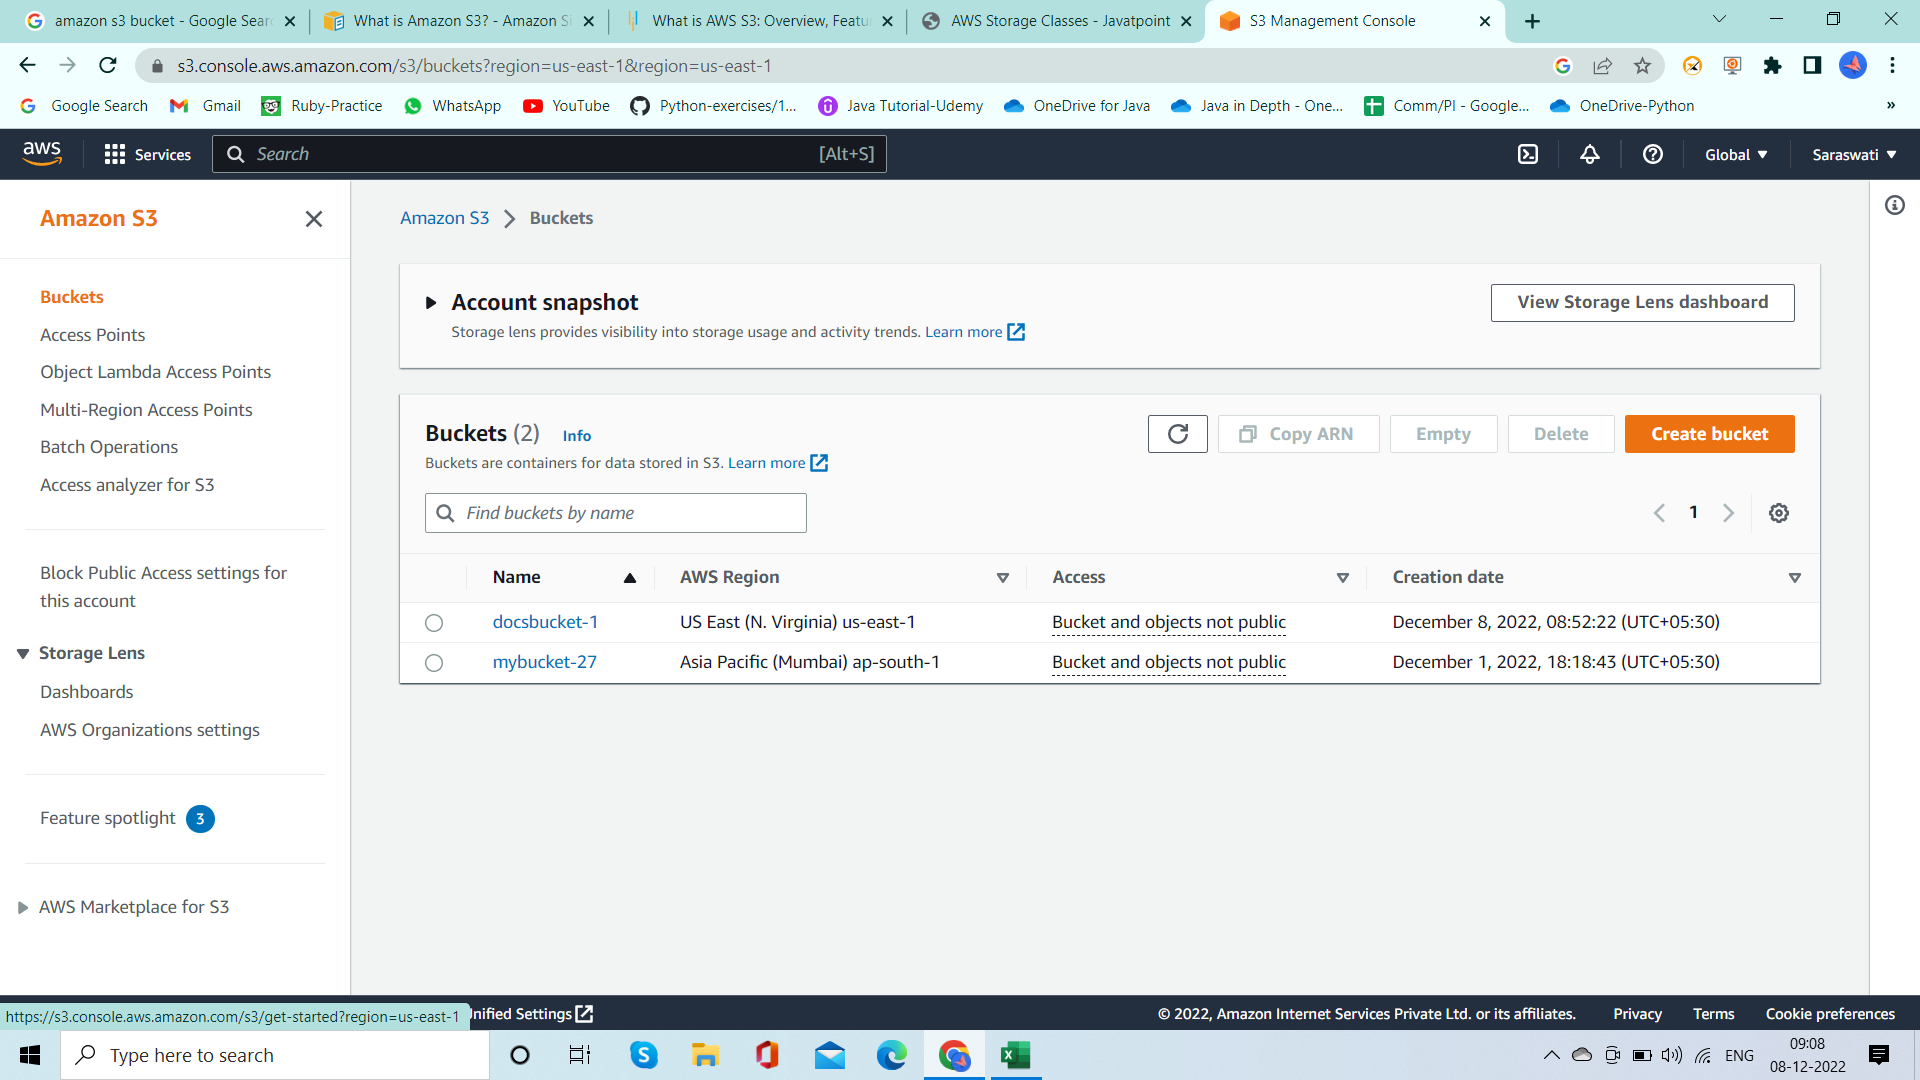 amazon s3 bucket - Google Sear
What is Amazon S3? - Amazon Si
What is AWS S3: Overview, Featu
AWS Storage Classes - Javatpoint
S3 Management Console
s3.console.aws.amazon.com/s3/buckets?region=us-east-1&region=us-east-1
Google Search
Gmail
Ruby-Practice
WhatsApp
YouTube
Python-exercises/1...
Java Tutorial-Udemy
OneDrive for Java
Java in Depth - One...
Comm/PI - Google...
OneDrive-Python
»
aws
Services
Search
[Alt+S]
Global
Saraswati
Amazon S3
Buckets
Access Points
Object Lambda Access Points
Multi-Region Access Points
Batch Operations
Access analyzer for S3
Block Public Access settings for
this account
Storage Lens
Dashboards
AWS Organizations settings
Feature spotlight 3
AWS Marketplace for S3
Amazon S3 > Buckets
Account snapshot
Storage lens provides visibility into storage usage and activity trends. Learn more
View Storage Lens dashboard
Buckets (2) Info
Buckets are containers for data stored in S3. Learn more
Copy ARN
Empty
Delete
Create bucket
Find buckets by name
1
Name AWS Region Access Creation date
docsbucket-1 US East (N. Virginia) us-east-1 Bucket and objects not public December 8, 2022, 08:52:22 (UTC+05:30)
mybucket-27 Asia Pacific (Mumbai) ap-south-1 Bucket and objects not public December 1, 2022, 18:18:43 (UTC+05:30)
https://s3.console.aws.amazon.com/s3/get-started?region=us-east-1
nified Settings
© 2022, Amazon Internet Services Private Ltd. or its affiliates.
Privacy
Terms
Cookie preferences
Type here to search
ENG
09:08
08-12-2022